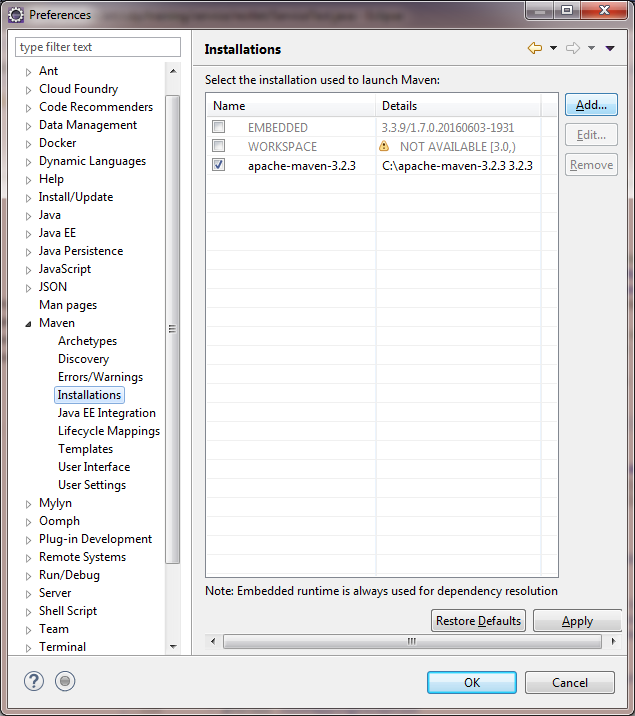 Preferences
type filter text
Ant
Cloud Foundry
Code Recommenders
Data Management
Docker
Dynamic Languages
Help
Install/Update
Java
Java EE
Java Persistence
JavaScript
JSON
Man pages
Maven
Archetypes
Discovery
Errors/Warnings
Installations
Java EE Integration
Lifecycle Mappings
Templates
User Interface
User Settings
Mylyn
Oomph
Plug-in Development
Remote Systems
Run/Debug
Server
Shell Script
Team
Terminal
Installations
Select the installation used to launch Maven:
Name Details
EMBEDDED 3.3.9/1.7.0.20160603-1931
WORKSPACE NOT AVAILABLE [3.0,)
apache-maven-3.2.3 C:\apache-maven-3.2.3 3.2.3
Add...
Edit...
Remove
Note: Embedded runtime is always used for dependency resolution
Restore Defaults Apply
OK Cancel